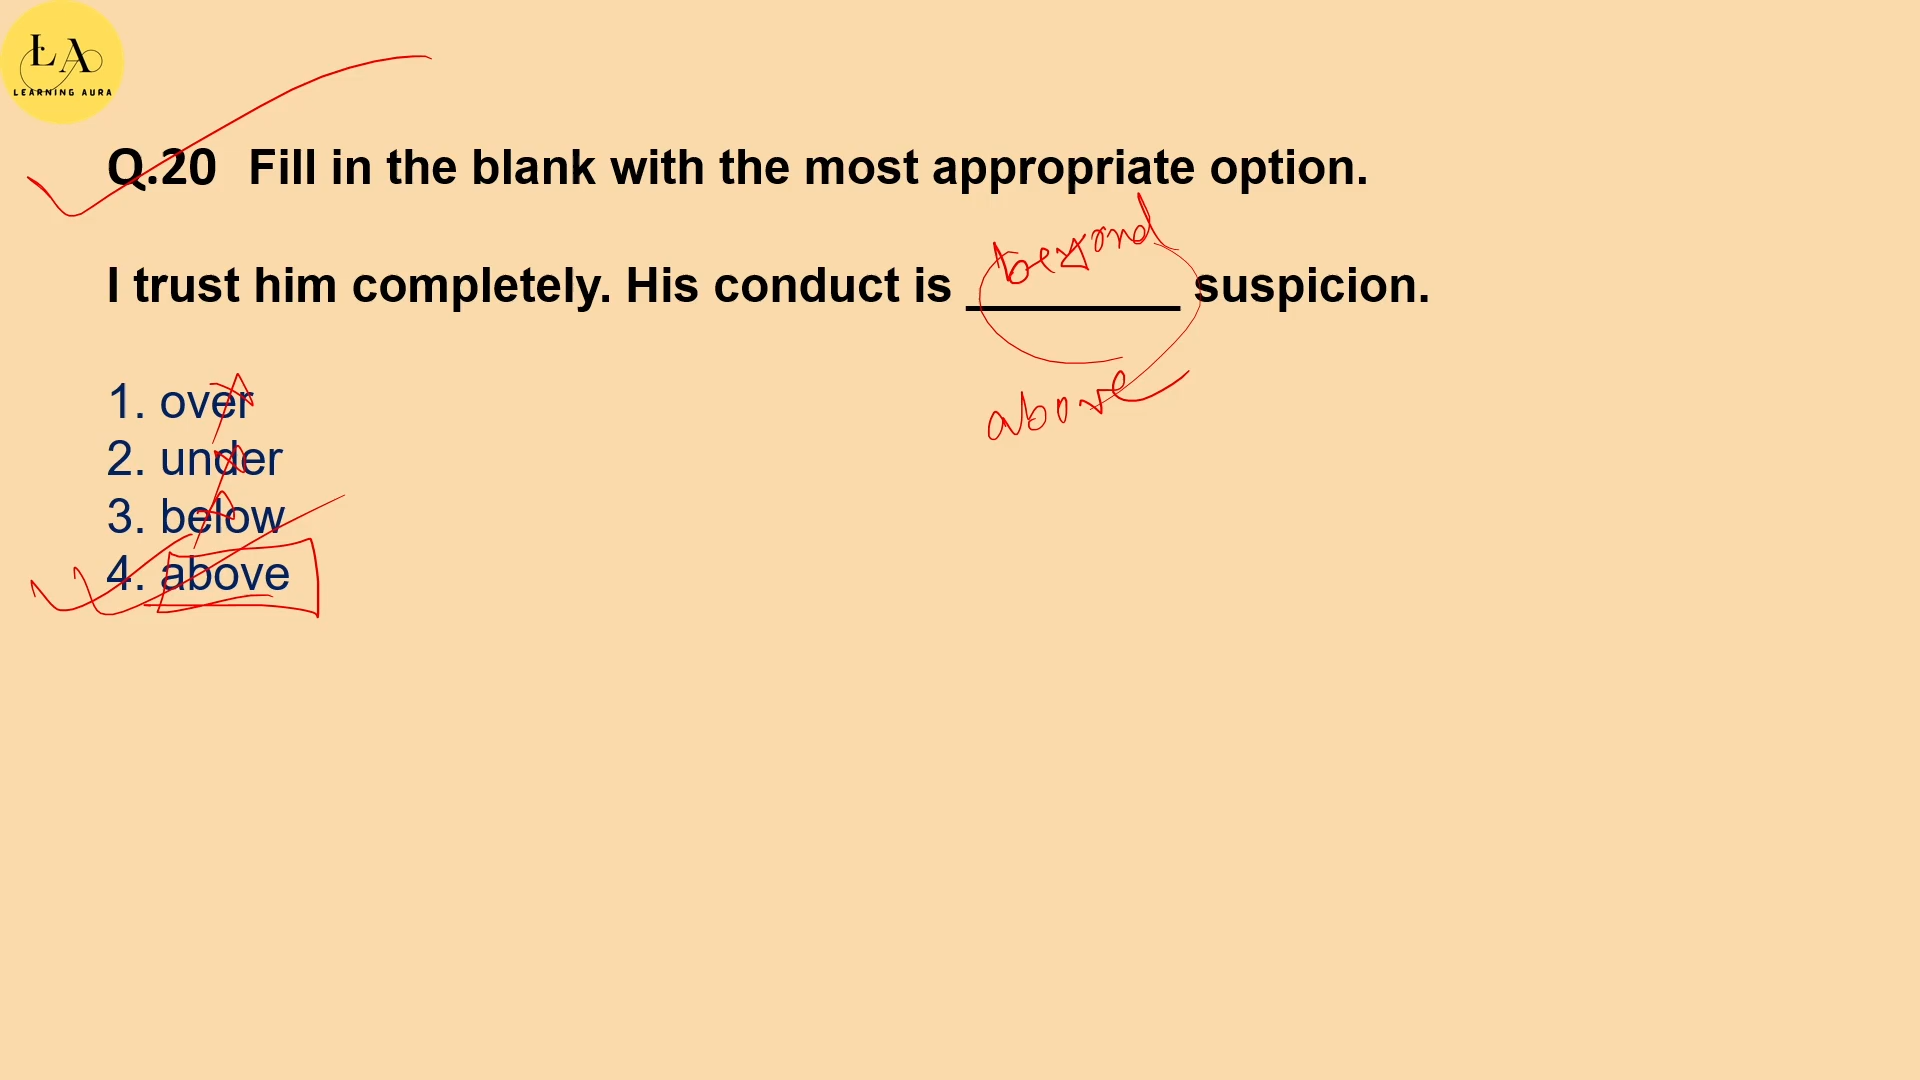 LA
LEARNING AURA
Q.20 Fill in the blank with the most appropriate option.
beyond
I trust him completely. His conduct is __________ suspicion.
above
1. over
2. under
3. below
4. above